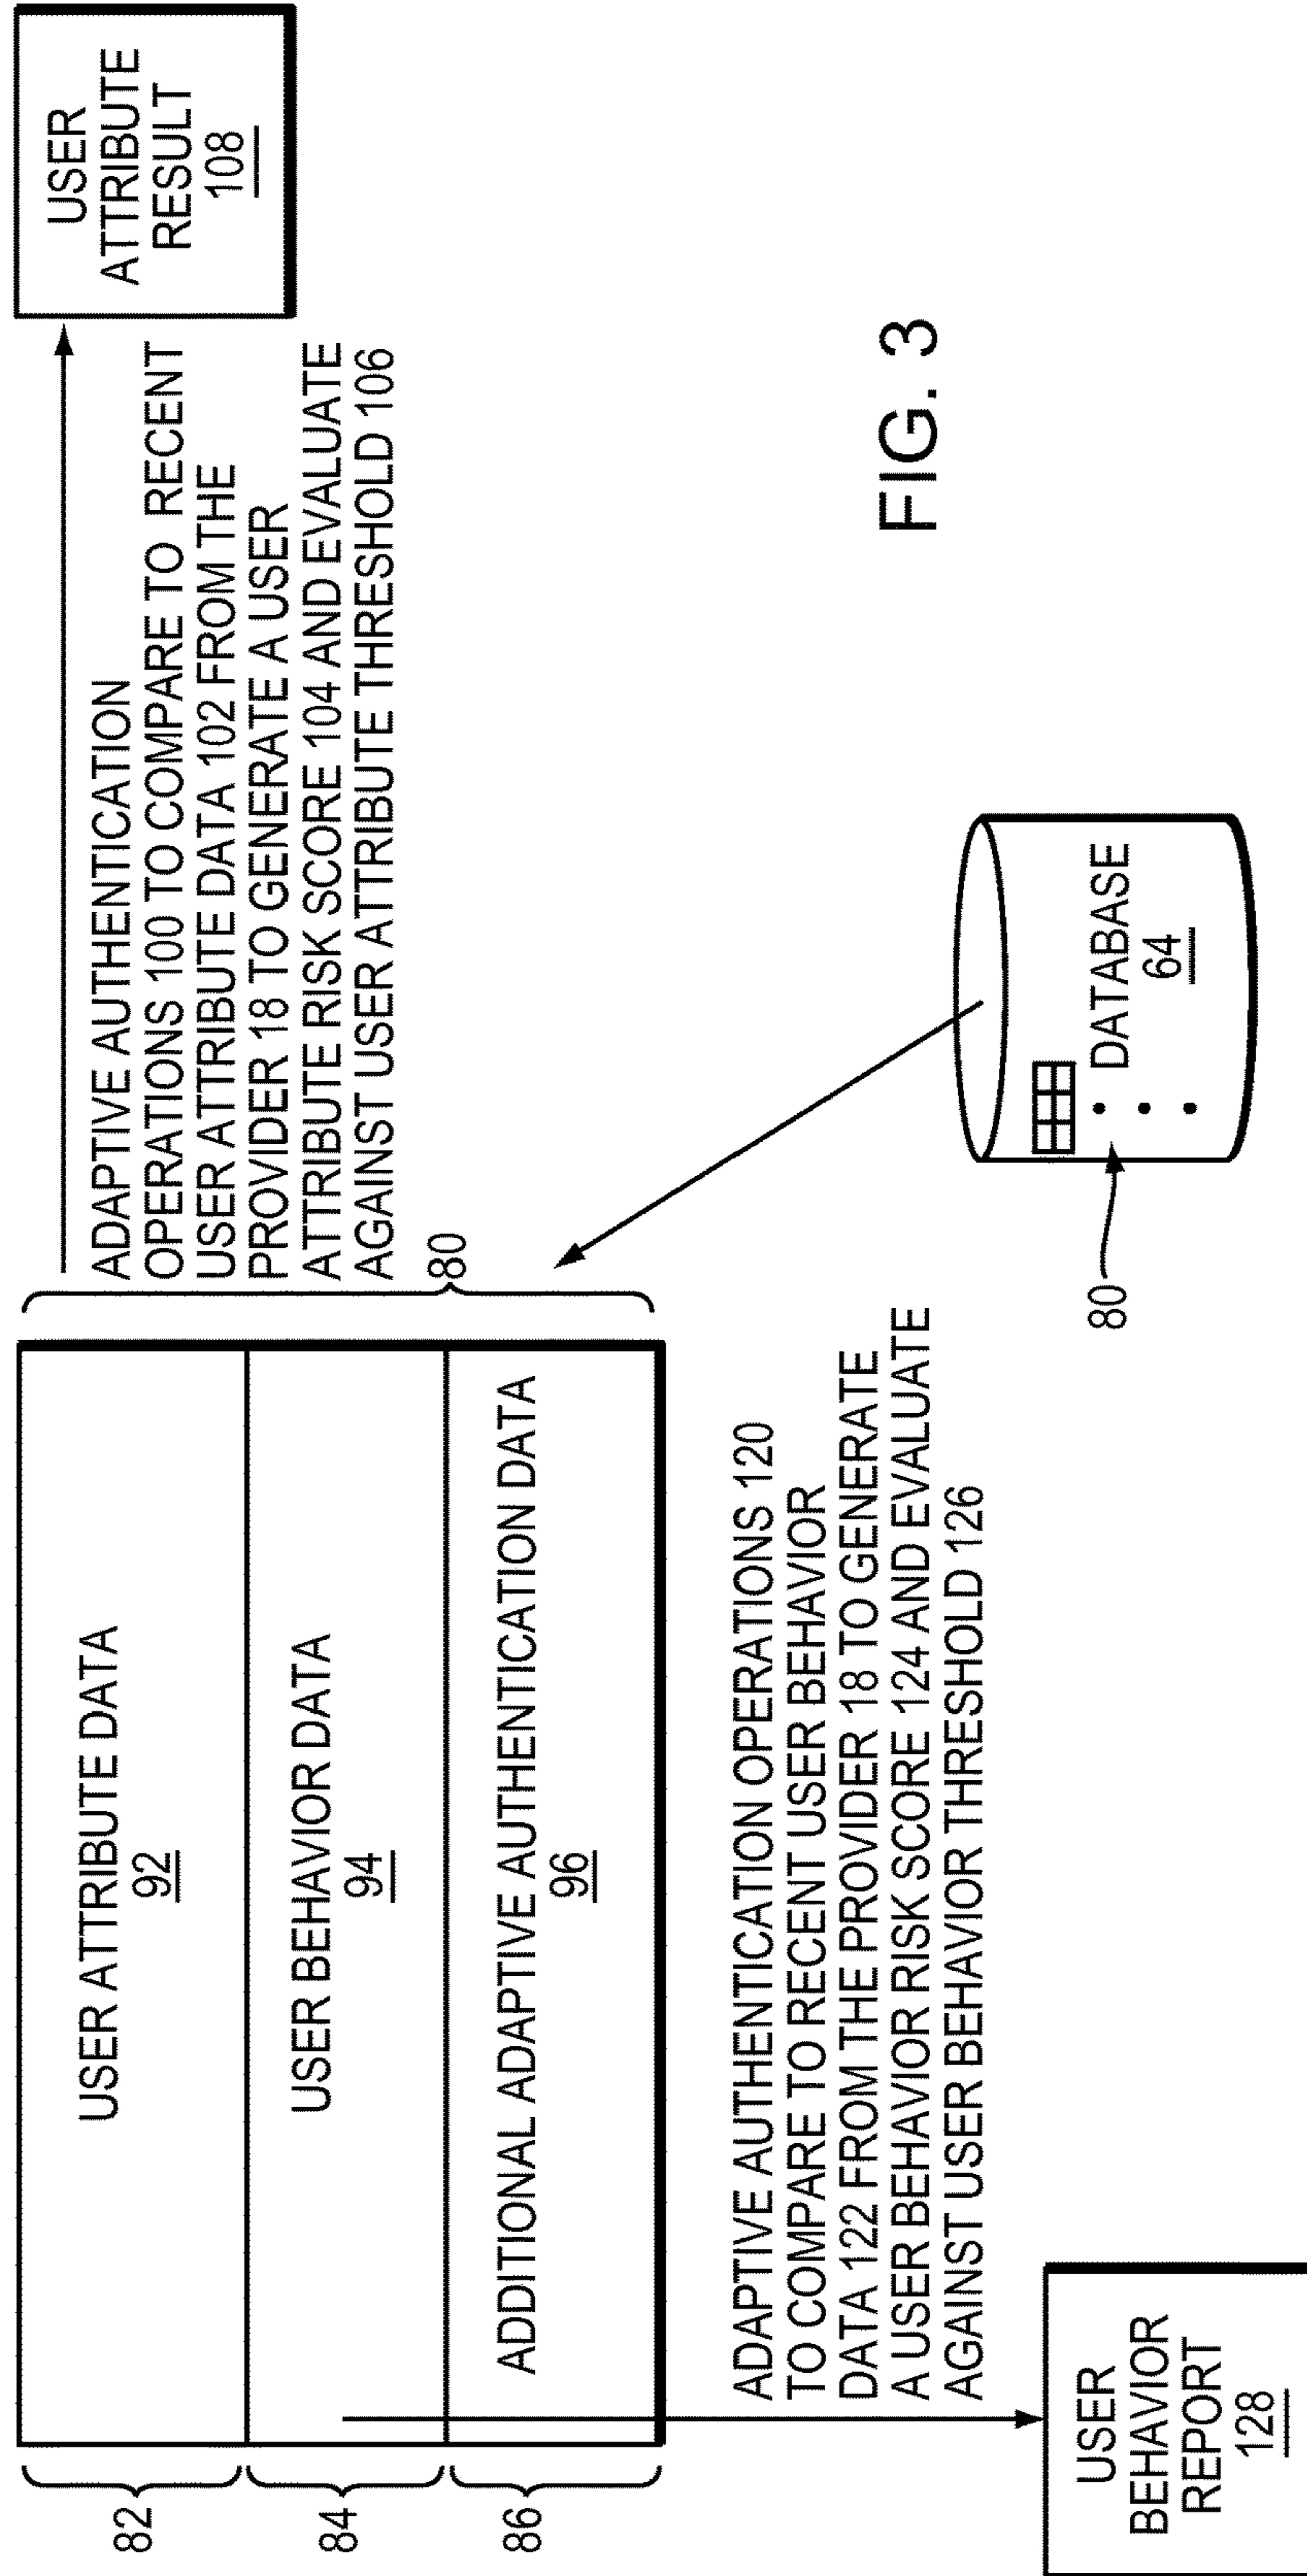 82
USER ATTRIBUTE DATA
92
84
USER BEHAVIOR DATA
94
86
ADDITIONAL ADAPTIVE AUTHENTICATION DATA
96
80
ADAPTIVE AUTHENTICATION
OPERATIONS 100 TO COMPARE TO RECENT
USER ATTRIBUTE DATA 102 FROM THE
PROVIDER 18 TO GENERATE A USER
ATTRIBUTE RISK SCORE 104 AND EVALUATE
AGAINST USER ATTRIBUTE THRESHOLD 106
USER
ATTRIBUTE
RESULT
108
ADAPTIVE AUTHENTICATION OPERATIONS 120
TO COMPARE TO RECENT USER BEHAVIOR
DATA 122 FROM THE PROVIDER 18 TO GENERATE
A USER BEHAVIOR RISK SCORE 124 AND EVALUATE
AGAINST USER BEHAVIOR THRESHOLD 126
USER
BEHAVIOR
REPORT
128
80
DATABASE
64
FIG. 3